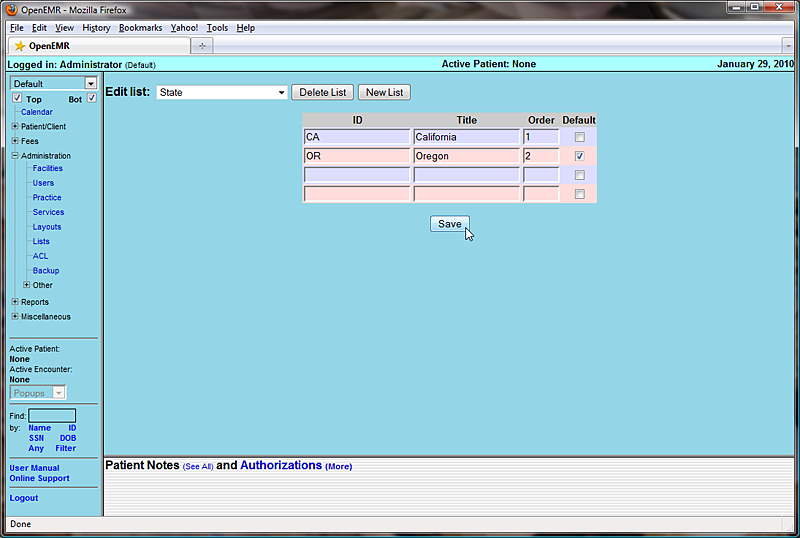 OpenEMR - Mozilla Firefox
File Edit View History Bookmarks Yahoo! Tools Help
OpenEMR
Logged in: Administrator (Default) Active Patient: None January 29, 2010
Default
Top Bot
Calendar
Patient/Client
Fees
Administration
Facilities
Users
Practice
Services
Layouts
Lists
ACL
Backup
Other
Reports
Miscellaneous
Active Patient:
None
Active Encounter:
None
Popups
Find:
by: Name ID
SSN DOB
Any Filter
User Manual
Online Support
Logout
Edit list: State Delete List New List
ID Title Order Default
CA California 1
OR Oregon 2
Save
Patient Notes (See All) and Authorizations (More)
Done